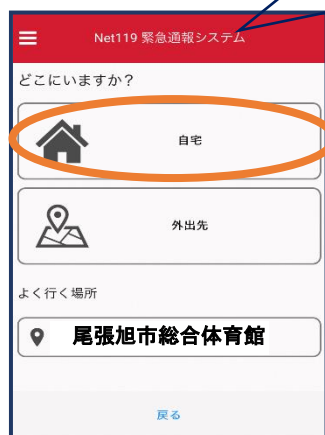 Net119 緊急通報システム
どこにいますか？
自宅
外出先
よく行く場所
尾張旭市総合体育館
戻る